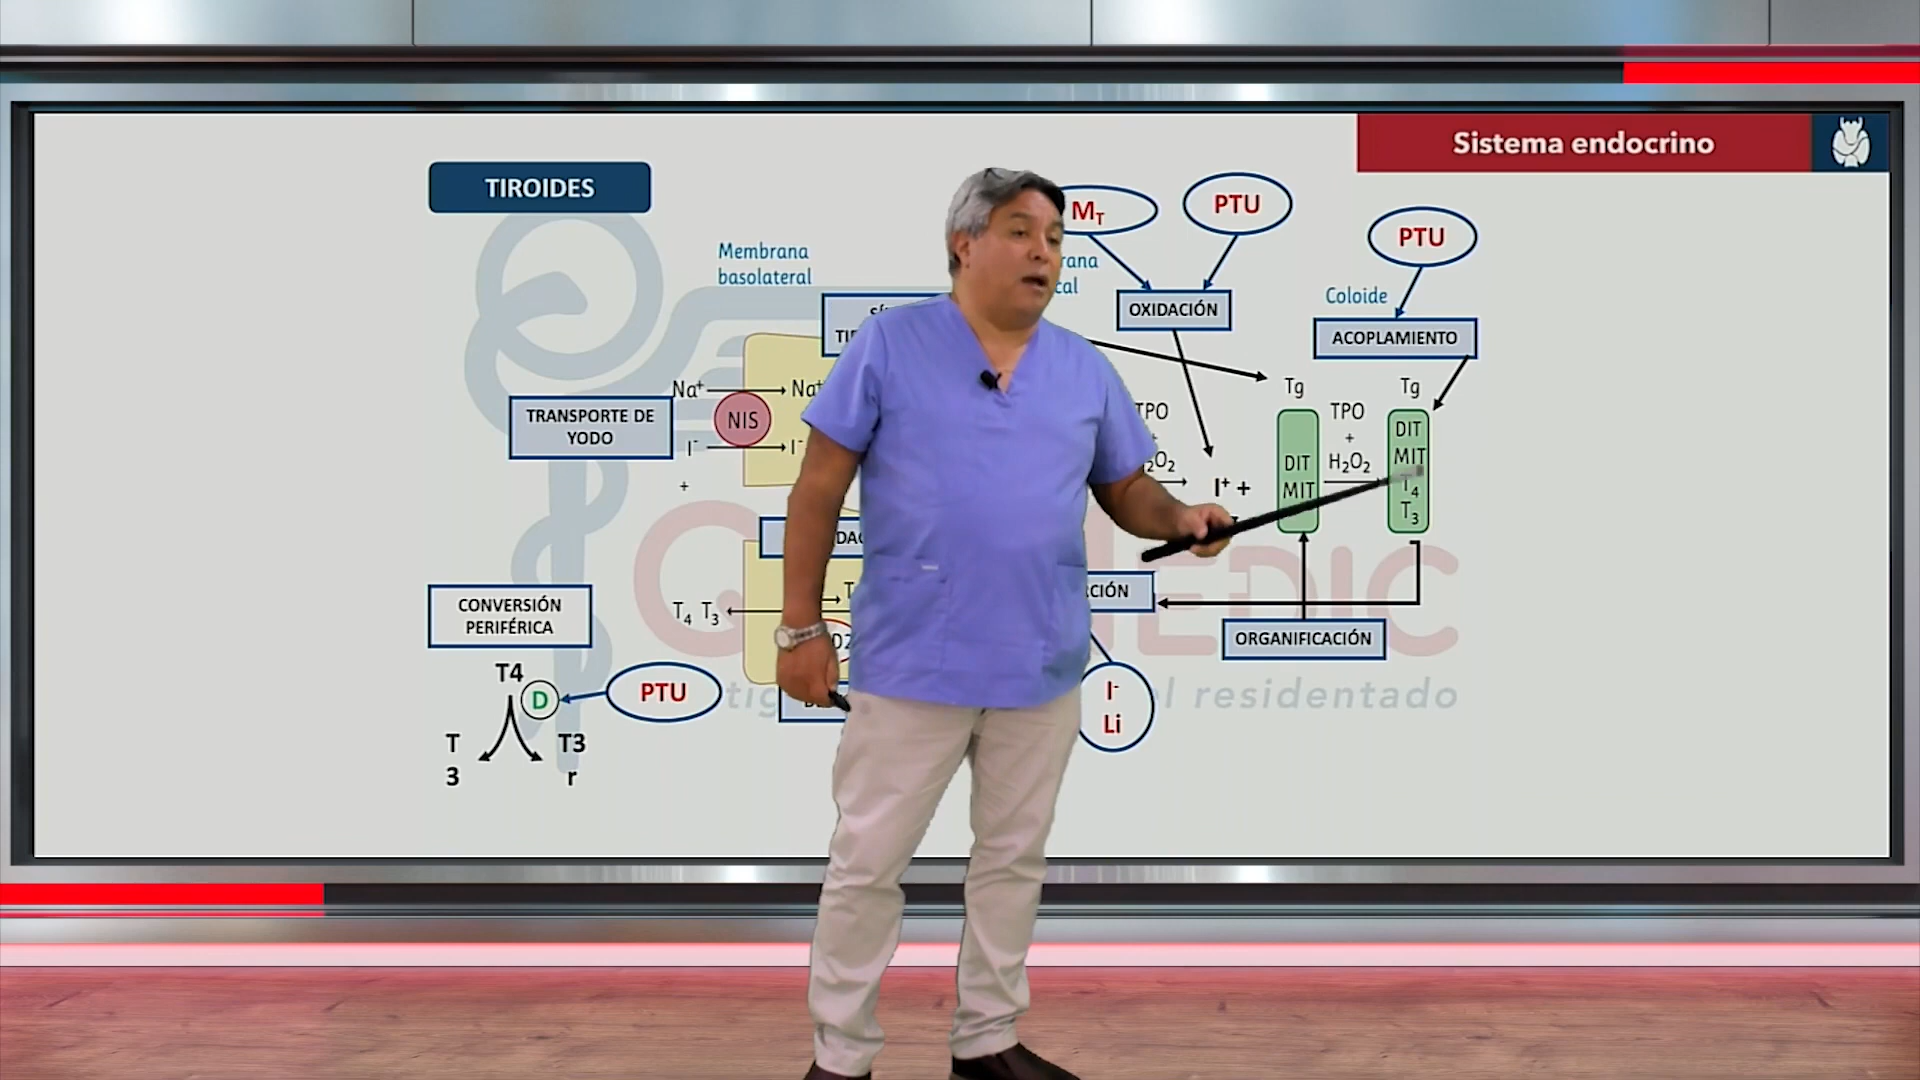 Sistema endocrino
TIROIDES
M_T
PTU
PTU
Membrana
basolateral
OXIDACIÓN
Coloide
ACOPLAMIENTO
Na⁺
Na⁺
NIS
TRANSPORTE DE
YODO
I⁻
I⁻
+
Tg
Tg
TPO
+
TPO
+
H₂O₂
I⁺ +
DIT
MIT
DIT
MIT
T₄
T₃
CONVERSIÓN
PERIFÉRICA
T₄ T₃
ORGANIFICACIÓN
T4
D
PTU
T
3
T3
r
I⁻
Li
el residentado